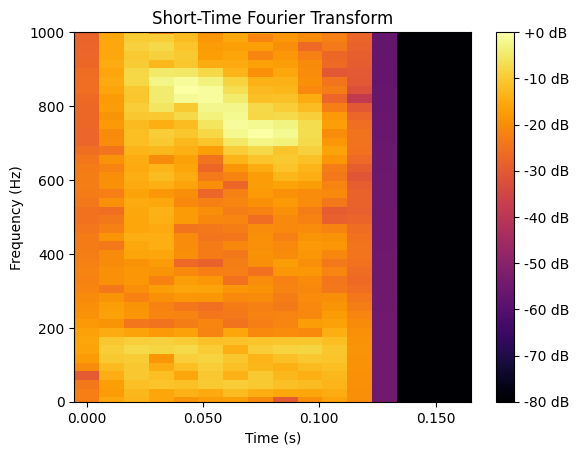 Short-Time Fourier Transform
1000
800
600
400
200
0
Frequency (Hz)
0.000
0.050
0.100
0.150
Time (s)
+0 dB
-10 dB
-20 dB
-30 dB
-40 dB
-50 dB
-60 dB
-70 dB
-80 dB